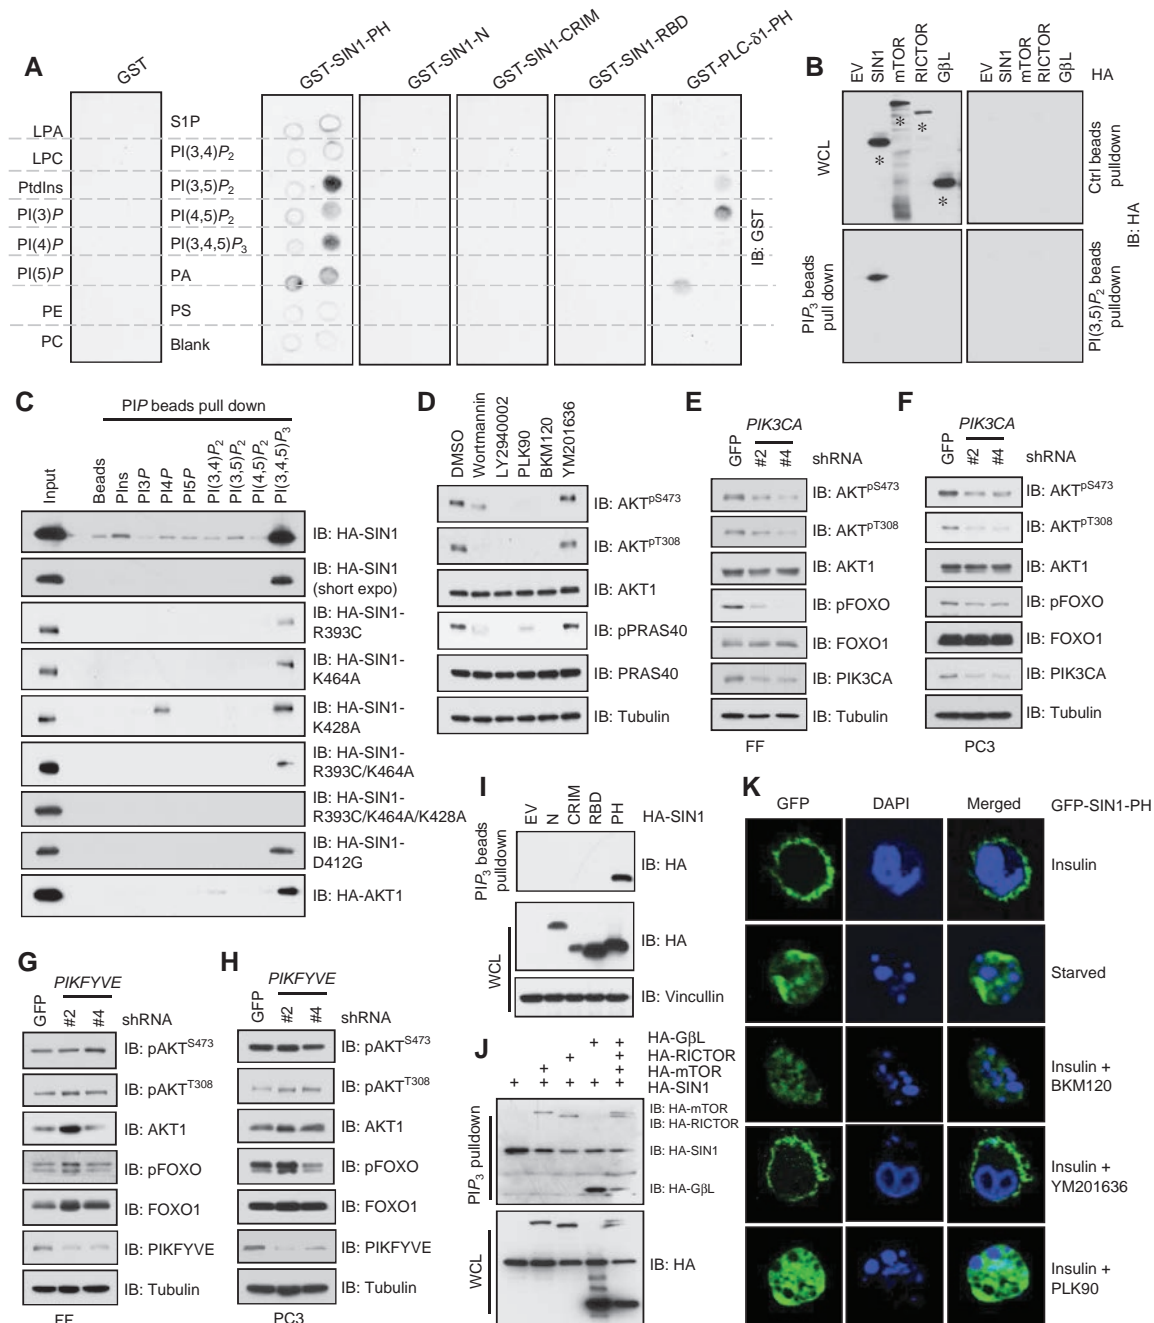 A
GST
GST-SIN1-PH
GST-SIN1-N
GST-SIN1-CRIM
GST-SIN1-RBD
GST-PLC-δ1-PH
LPA
LPC
PtdIns
PI(3)P
PI(4)P
PI(5)P
PE
PC
S1P
PI(3,4)P2
PI(3,5)P2
PI(4,5)P2
PI(3,4,5)P3
PA
PS
Blank
IB: GST
B
EV
SIN1
mTOR
RICTOR
GβL
EV
SIN1
mTOR
RICTOR
GβL
HA
WCL
* * * *
Ctrl beads
pulldown
PIP3 beads
pull down
PI(3,5)P2 beads
pulldown
IB: HA
C
PIP beads pull down
Input
Beads
PIns
PI3P
PI4P
PI5P
PI(3,4)P2
PI(3,5)P2
PI(4,5)P2
PI(3,4,5)P3
IB: HA-SIN1
IB: HA-SIN1
(short expo)
IB: HA-SIN1-
R393C
IB: HA-SIN1-
K464A
IB: HA-SIN1-
K428A
IB: HA-SIN1-
R393C/K464A
IB: HA-SIN1-
R393C/K464A/K428A
IB: HA-SIN1-
D412G
IB: HA-AKT1
D
DMSO
Wortmannin
LY2940002
PLK90
BKM120
YM201636
IB: AKTpS473
IB: AKTpT308
IB: AKT1
IB: pPRAS40
IB: PRAS40
IB: Tubulin
E
PIK3CA
GFP
#2
#4
shRNA
IB: AKTpS473
IB: AKTpT308
IB: AKT1
IB: pFOXO
IB: FOXO1
IB: PIK3CA
IB: Tubulin
FF
F
PIK3CA
GFP
#2
#4
shRNA
IB: AKTpS473
IB: AKTpT308
IB: AKT1
IB: pFOXO
IB: FOXO1
IB: PIK3CA
IB: Tubulin
PC3
G
PIKFYVE
GFP
#2
#4
shRNA
IB: pAKTS473
IB: pAKTT308
IB: AKT1
IB: pFOXO
IB: FOXO1
IB: PIKFYVE
IB: Tubulin
FF
H
PIKFYVE
GFP
#2
#4
shRNA
IB: pAKTS473
IB: pAKTT308
IB: AKT1
IB: pFOXO
IB: FOXO1
IB: PIKFYVE
IB: Tubulin
PC3
I
EV
N
CRIM
RBD
PH
HA-SIN1
PIP3 beads
pulldown
IB: HA
WCL
IB: HA
IB: Vincullin
J
+ + HA-GβL
+ + HA-RICTOR
+ + HA-mTOR
+ + + + + HA-SIN1
PIP3 pulldown
IB: HA-mTOR
IB: HA-RICTOR
IB: HA-SIN1
IB: HA-GβL
WCL
IB: HA
K
GFP
DAPI
Merged
GFP-SIN1-PH
Insulin
Starved
Insulin +
BKM120
Insulin +
YM201636
Insulin +
PLK90